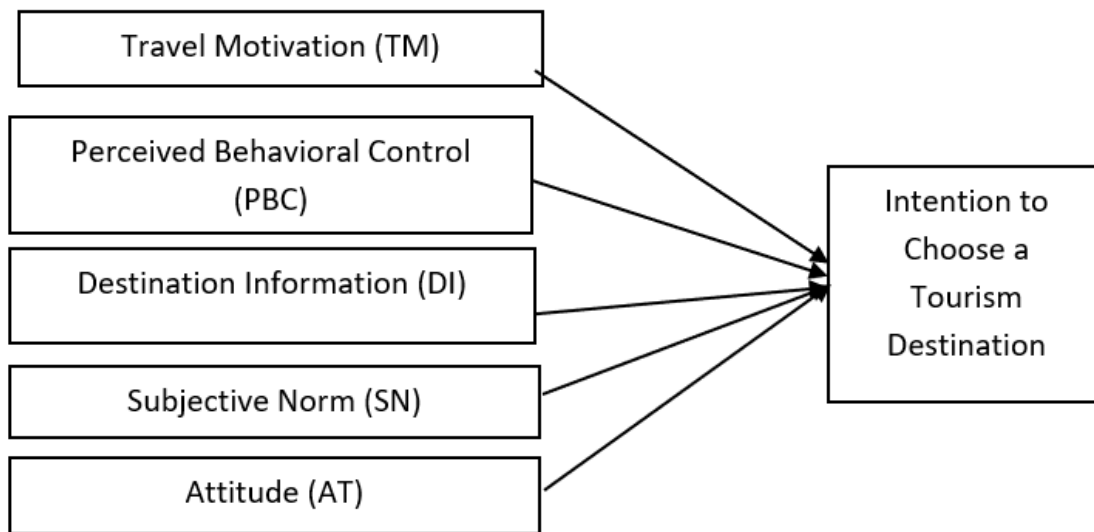 Travel Motivation (TM)
Perceived Behavioral Control
(PBC)
Destination Information (DI)
Subjective Norm (SN)
Attitude (AT)
Intention to
Choose a
Tourism
Destination